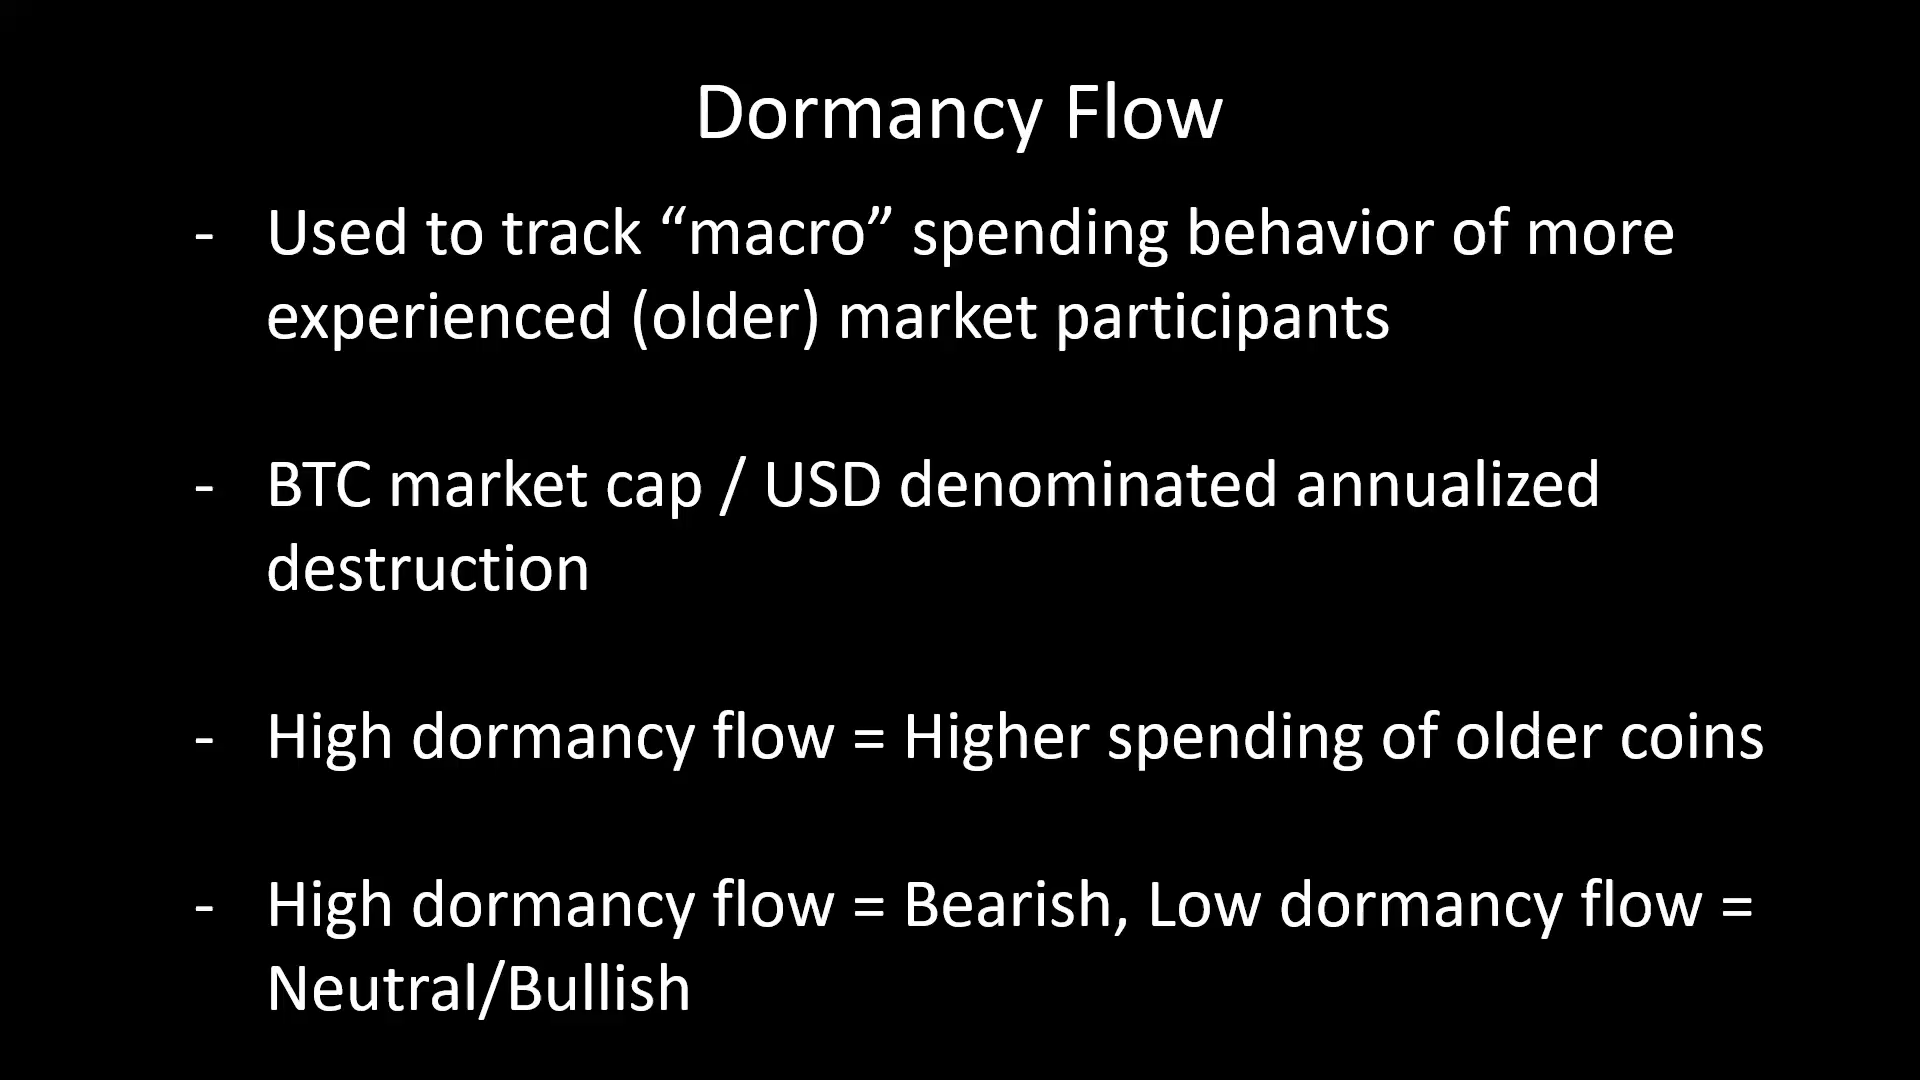 Dormancy Flow
- Used to track “macro” spending behavior of more
experienced (older) market participants
- BTC market cap / USD denominated annualized
destruction
- High dormancy flow = Higher spending of older coins
- High dormancy flow = Bearish, Low dormancy flow =
Neutral/Bullish